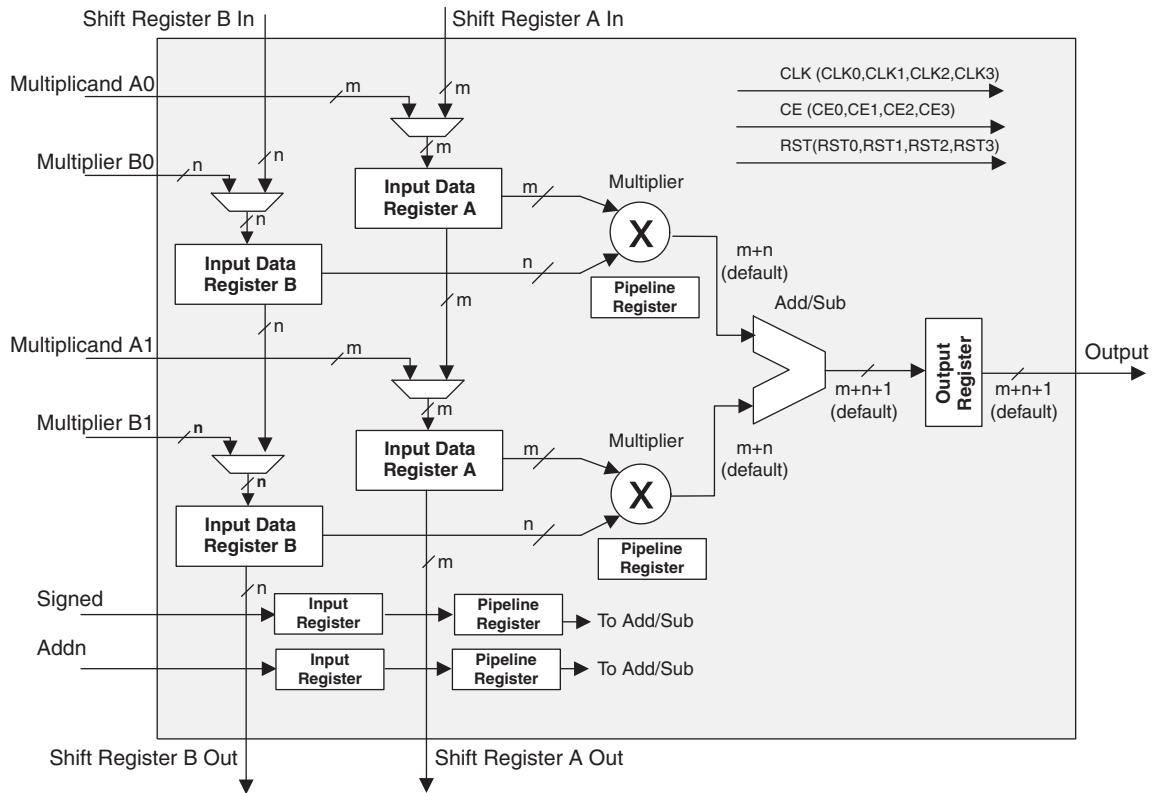 Shift Register B In
Shift Register A In
Multiplicand A0
m
m
CLK (CLK0,CLK1,CLK2,CLK3)
CE (CE0,CE1,CE2,CE3)
RST(RST0,RST1,RST2,RST3)
m
Multiplier B0
n
n
Input Data
Register A
m
Multiplier
X
n
Input Data
Register B
n
Pipeline
Register
m+n
(default)
m
n
Add/Sub
Multiplicand A1
m
Output
Register
Output
m+n+1
(default)
m+n+1
(default)
m
Multiplier B1
n
Input Data
Register A
m
Multiplier
X
m+n
(default)
n
Input Data
Register B
n
Pipeline
Register
m
n
Signed
Input
Register
Pipeline
Register
To Add/Sub
Addn
Input
Register
Pipeline
Register
To Add/Sub
Shift Register B Out
Shift Register A Out